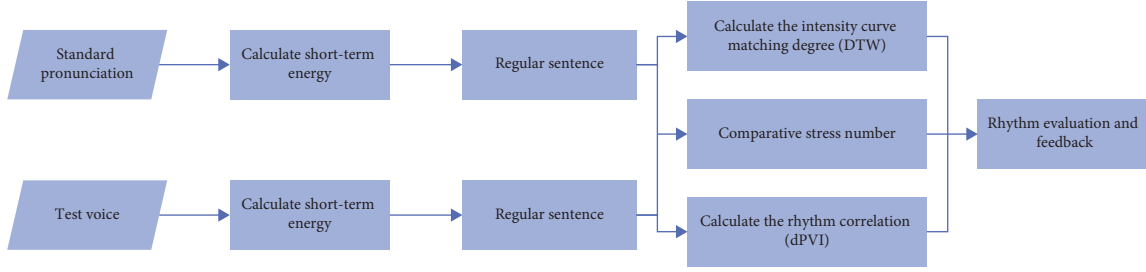 Standard
pronunciation
Calculate short-term
energy
Regular sentence
Calculate the intensity curve
matching degree (DTW)
Comparative stress number
Rhythm evaluation and
feedback
Test voice
Calculate short-term
energy
Regular sentence
Calculate the rhythm correlation
(dPVI)